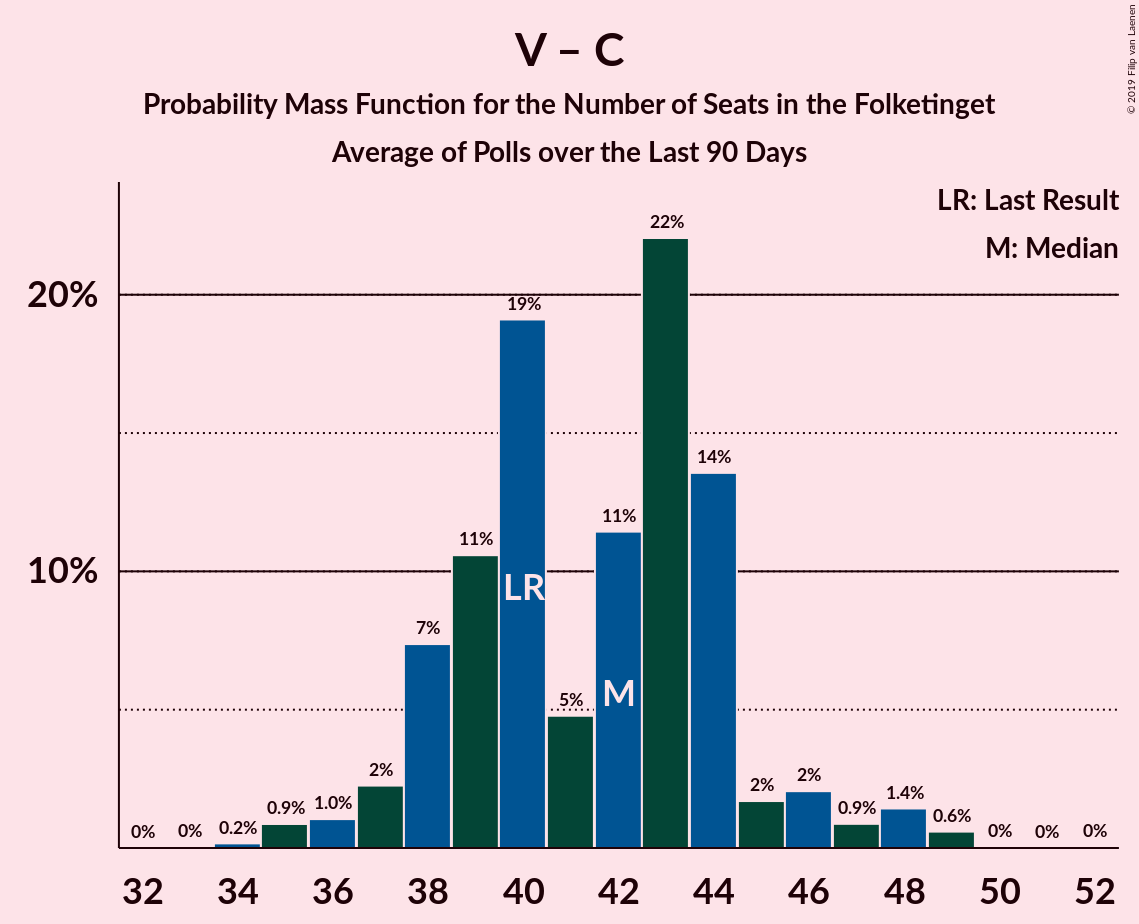 V – C
Probability Mass Function for the Number of Seats in the Folketinget
Average of Polls over the Last 90 Days
© 2019 Filip van Laenen
LR: Last Result
M: Median
20%
10%
0%
0%
0.2%
0.9%
1.0%
2%
7%
11%
19%
5%
11%
22%
14%
2%
2%
0.9%
1.4%
0.6%
0%
0%
0%
LR
M
32 34 36 38 40 42 44 46 48 50 52